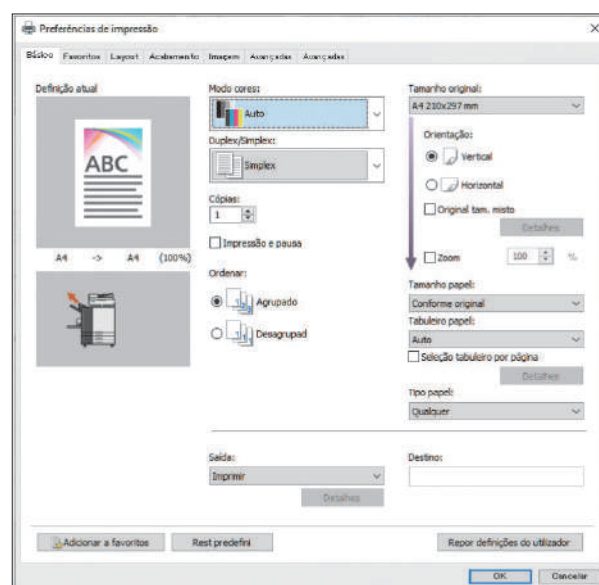 Preferências de impressão
Básico Favoritos Layout Acabamento Imagem Avançadas Avançadas
Definição atual
ABC
A4 -> A4 (100%)
Modo cores:
Auto
Duplex/Simplex:
Simplex
Cópias:
1
Impressão e pausa
Ordenar:
Agrupado
Desagrupad
Tamanho original:
A4 210x297 mm
Orientação:
Vertical
Horizontal
Original tam. misto
Detalhes
Zoom 100 %
Tamanho papel:
Conforme original
Tabuleiro papel:
Auto
Seleção tabuleiro por página
Detalhes
Tipo papel:
Qualquer
Saída:
Imprimir
Detalhes
Destino:
Adicionar a favoritos Rest predefini Repor definições do utilizador
OK Cancelar